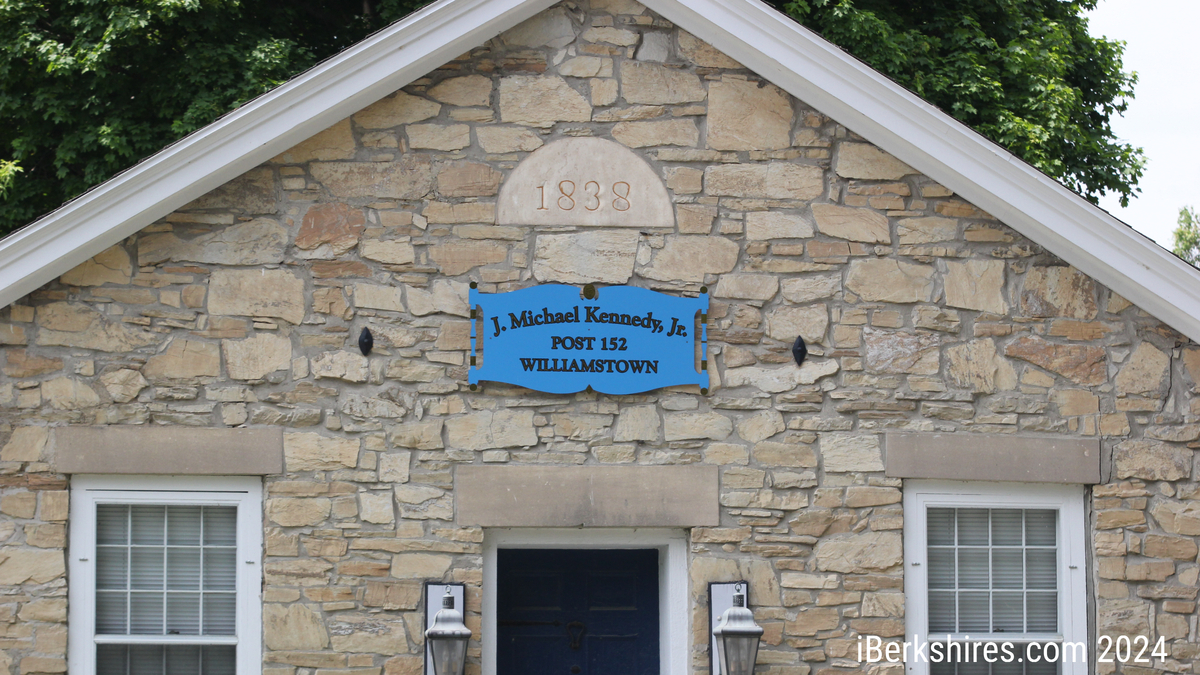 1838
J. Michael Kennedy, Jr.
POST 152
WILLIAMSTOWN
iBerkshires.com 2024